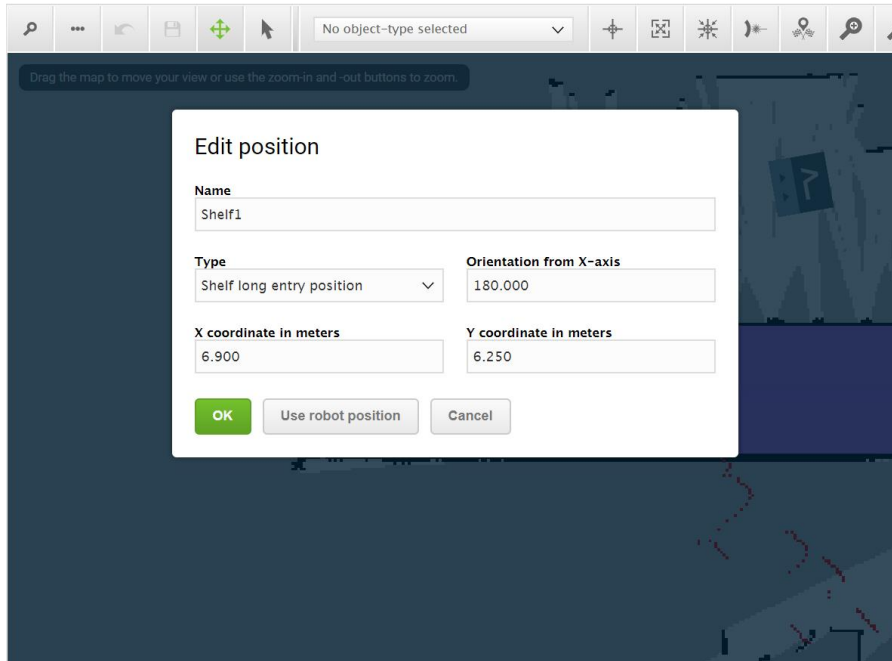 No object-type selected
Drag the map to move your view or use the zoom-in and -out buttons to zoom.
Edit position
Name
Shelf1
Type
Orientation from X-axis
Shelf long entry position
180.000
X coordinate in meters
Y coordinate in meters
6.900
6.250
OK
Use robot position
Cancel